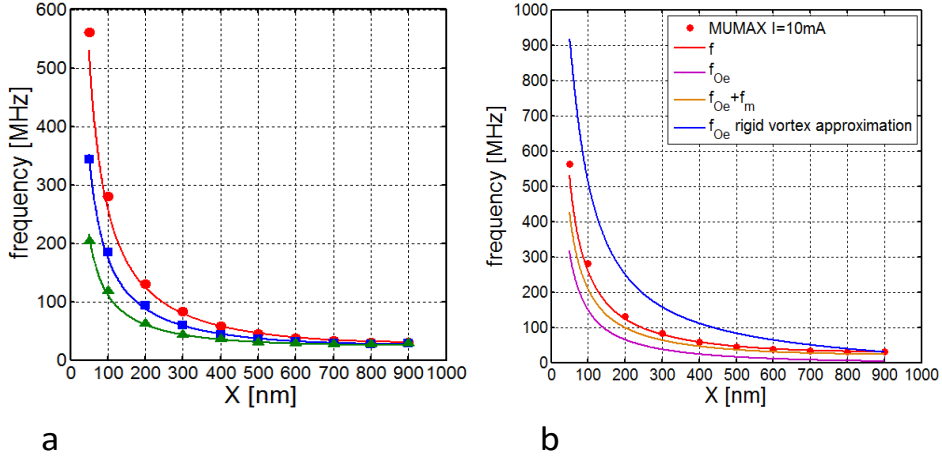 600
500
400
300
200
100
0
0 100 200 300 400 500 600 700 800 900 1000
frequency [MHz]
X [nm]
a
1000
900
800
700
600
500
400
300
200
100
0
0 100 200 300 400 500 600 700 800 900 1000
frequency [MHz]
X [nm]
MUMAX I=10mA
f
fOe
fOe+fm
fOe rigid vortex approximation
b